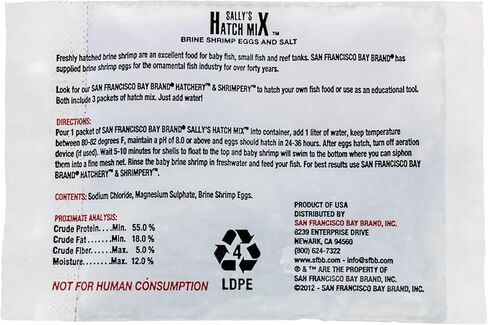 SALLY'S
HATCH MIX™
BRINE SHRIMP EGGS AND SALT
Freshly hatched brine shrimp are an excellent food for baby fish, small fish and reef tanks. SAN FRANCISCO BAY BRAND® has
supplied brine shrimp eggs for the ornamental fish industry for over forty years.
Look for our SAN FRANCISCO BAY BRAND® HATCHERY™ & SHRIMPERY™ to hatch your own fish food or use as an educational tool.
Both include 3 packets of hatch mix. Just add water!
DIRECTIONS:
Pour 1 packet of SAN FRANCISCO BAY BRAND® SALLY'S HATCH MIX™ into container, add 1 liter of water, keep temperature
between 80-82 degrees F, maintain a pH of 8.0 or above and eggs should hatch in 24-36 hours. After eggs hatch, turn off aeration
device (if used). Wait 5-10 minutes for shells to float to the top and baby shrimp will swim to the bottom where you can siphon
them into a fine mesh net. Rinse the baby brine shrimp in freshwater and feed your fish. For best results use SAN FRANCISCO BAY
BRAND® HATCHERY™ & SHRIMPERY™.
CONTENTS: Sodium Chloride, Magnesium Sulphate, Brine Shrimp Eggs.
PROXIMATE ANALYSIS:
Crude Protein....Min. 55.0 %
Crude Fat.......Min. 18.0 %
Crude Fiber......Max. 5.0 %
Moisture.......Max. 12.0 %
NOT FOR HUMAN CONSUMPTION
4
LDPE
PRODUCT OF USA
DISTRIBUTED BY
SAN FRANCISCO BAY BRAND, INC.
8239 ENTERPRISE DRIVE
NEWARK, CA 94560
(800) 624-7322
www.sfbb.com - info@sfbb.com
® & ™ ARE THE PROPERTY OF
SAN FRANCISCO BAY BRAND, INC.
©2012 - SAN FRANCISCO BAY BRAND, INC.